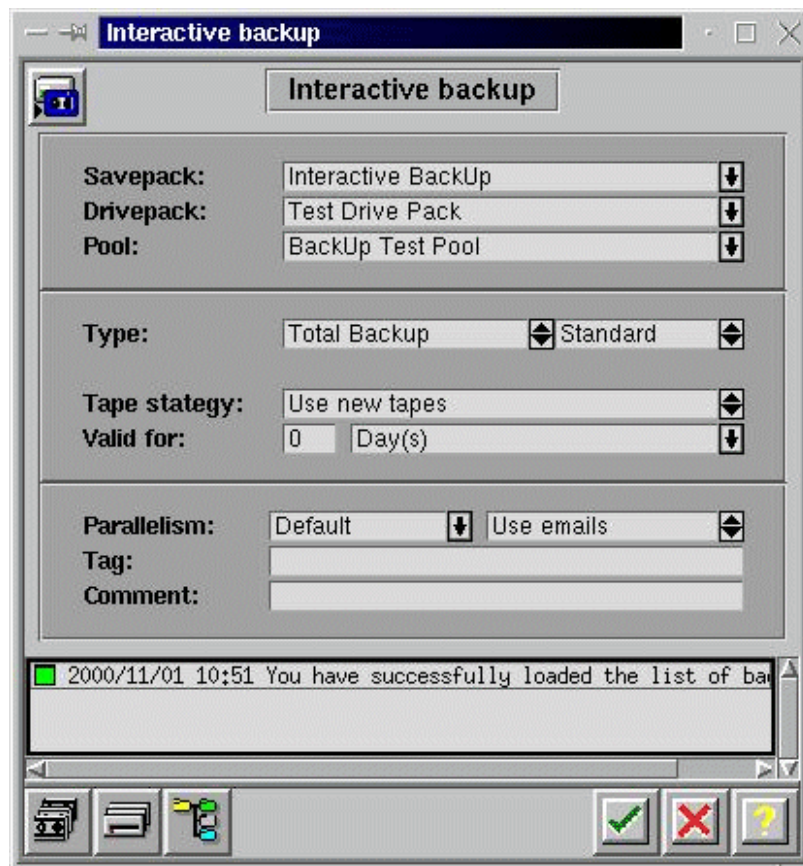 Interactive backup
Interactive backup
Savepack: Interactive BackUp
Drivepack: Test Drive Pack
Pool: BackUp Test Pool
Type: Total Backup Standard
Tape stategy: Use new tapes
Valid for: 0 Day(s)
Parallelism: Default Use emails
Tag:
Comment:
2000/11/01 10:51 You have successfully loaded the list of ba
?